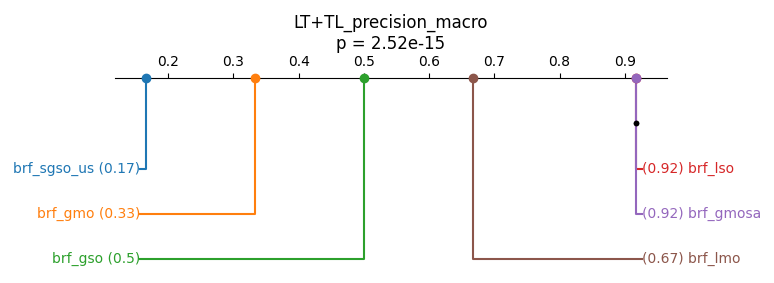 LT+TL_precision_macro
p = 2.52e-15
0.2 0.3 0.4 0.5 0.6 0.7 0.8 0.9
brf_sgso_us (0.17) (0.92) brf_lso
brf_gmo (0.33) (0.92) brf_gmosa
brf_gso (0.5) (0.67) brf_lmo